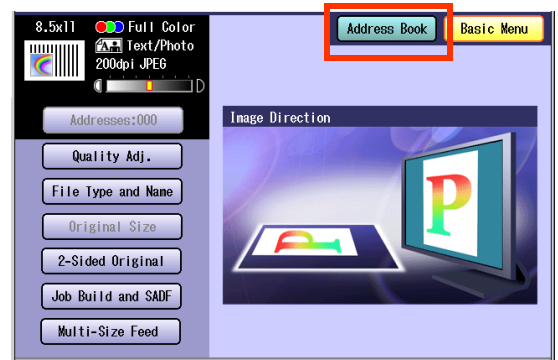 8.5x11 Full Color
Text/Photo
200dpi JPEG
Address Book
Basic Menu
Addresses:000
Quality Adj.
File Type and Name
Original Size
2-Sided Original
Job Build and SADF
Multi-Size Feed
Image Direction
P
P